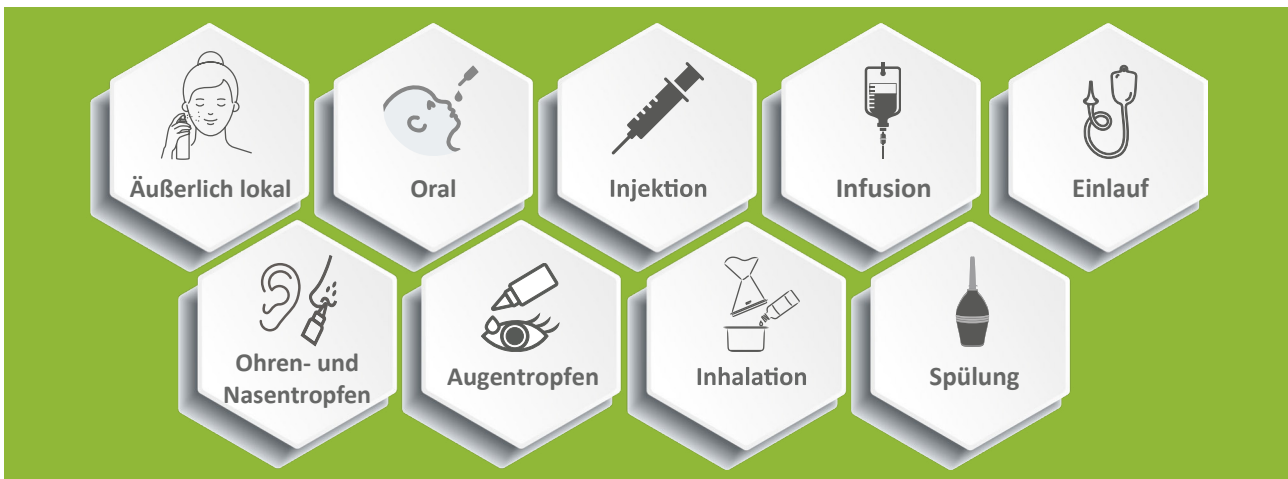 Äußerlich lokal
Oral
Injektion
Infusion
Einlauf
Ohren- und
Nasentropfen
Augentropfen
Inhalation
Spülung